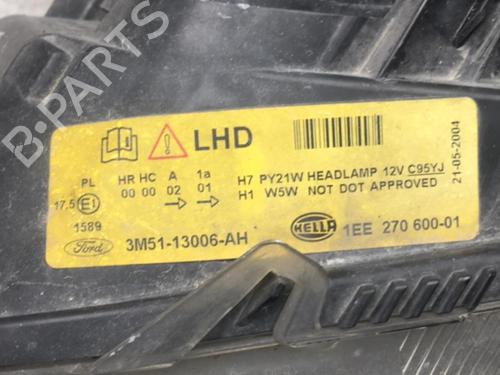 B-PARTS
LHD
PL HR HC A 1a H7 PY21W HEADLAMP 12V C95YJ
17.5 E1 00 00 02 01 H1 W5W NOT DOT APPROVED
1589
21-05-2004
Ford 3M51-13006-AH HELLA 1EE 270 600-01